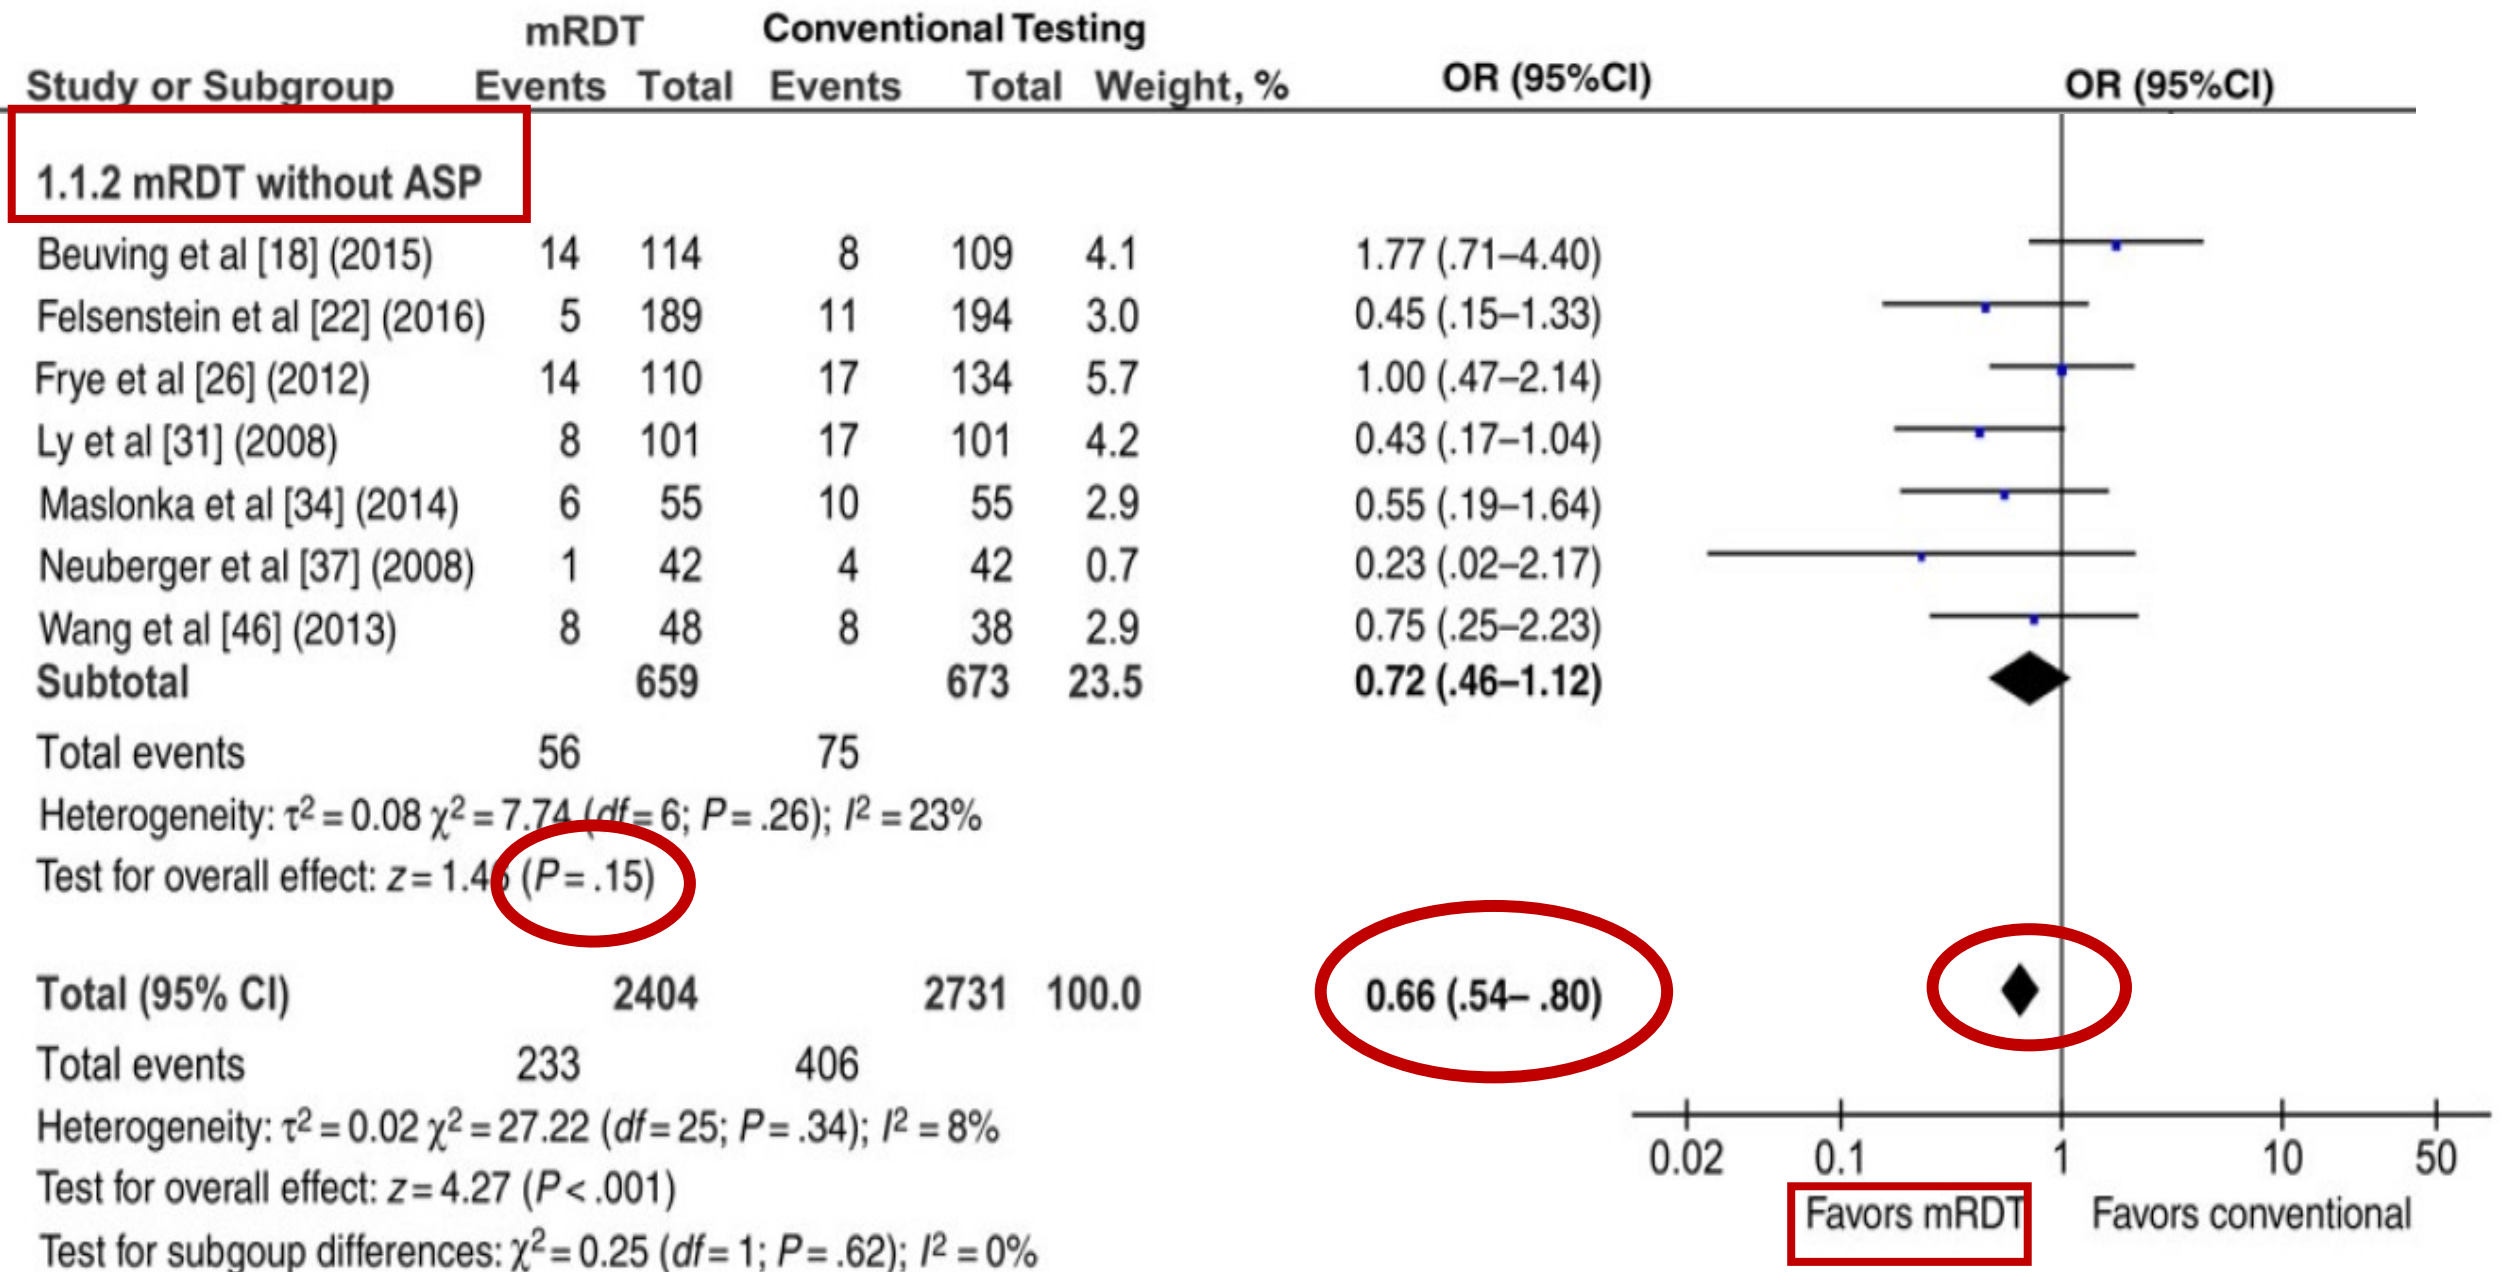 mRDT Conventional Testing
Study or Subgroup Events Total Events Total Weight, % OR (95%CI) OR (95%CI)
1.1.2 mRDT without ASP
Beuving et al [18] (2015) 14 114 8 109 4.1 1.77 (.71–4.40)
Felsenstein et al [22] (2016) 5 189 11 194 3.0 0.45 (.15–1.33)
Frye et al [26] (2012) 14 110 17 134 5.7 1.00 (.47–2.14)
Ly et al [31] (2008) 8 101 17 101 4.2 0.43 (.17–1.04)
Maslonka et al [34] (2014) 6 55 10 55 2.9 0.55 (.19–1.64)
Neuberger et al [37] (2008) 1 42 4 42 0.7 0.23 (.02–2.17)
Wang et al [46] (2013) 8 48 8 38 2.9 0.75 (.25–2.23)
Subtotal 659 673 23.5 0.72 (.46–1.12)
Total events 56 75
Heterogeneity: τ² = 0.08 χ² = 7.74 (df = 6; P = .26); I² = 23%
Test for overall effect: z = 1.46 (P = .15)
Total (95% CI) 2404 2731 100.0 0.66 (.54– .80)
Total events 233 406
Heterogeneity: τ² = 0.02 χ² = 27.22 (df = 25; P = .34); I² = 8%
Test for overall effect: z = 4.27 (P < .001)
Test for subgoup differences: χ² = 0.25 (df = 1; P = .62); I² = 0%
0.02 0.1 1 10 50
Favors mRDT Favors conventional